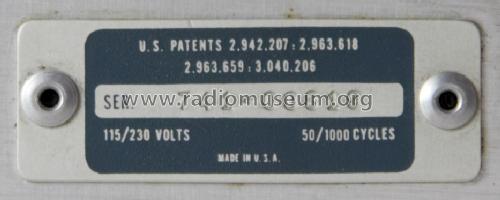 U.S. PATENTS 2.942.207: 2,963.618
2.963.659: 3.040.206
SER.
www.radiomuseum.org
115/230 VOLTS 50/1000 CYCLES
MADE IN U.S.A.